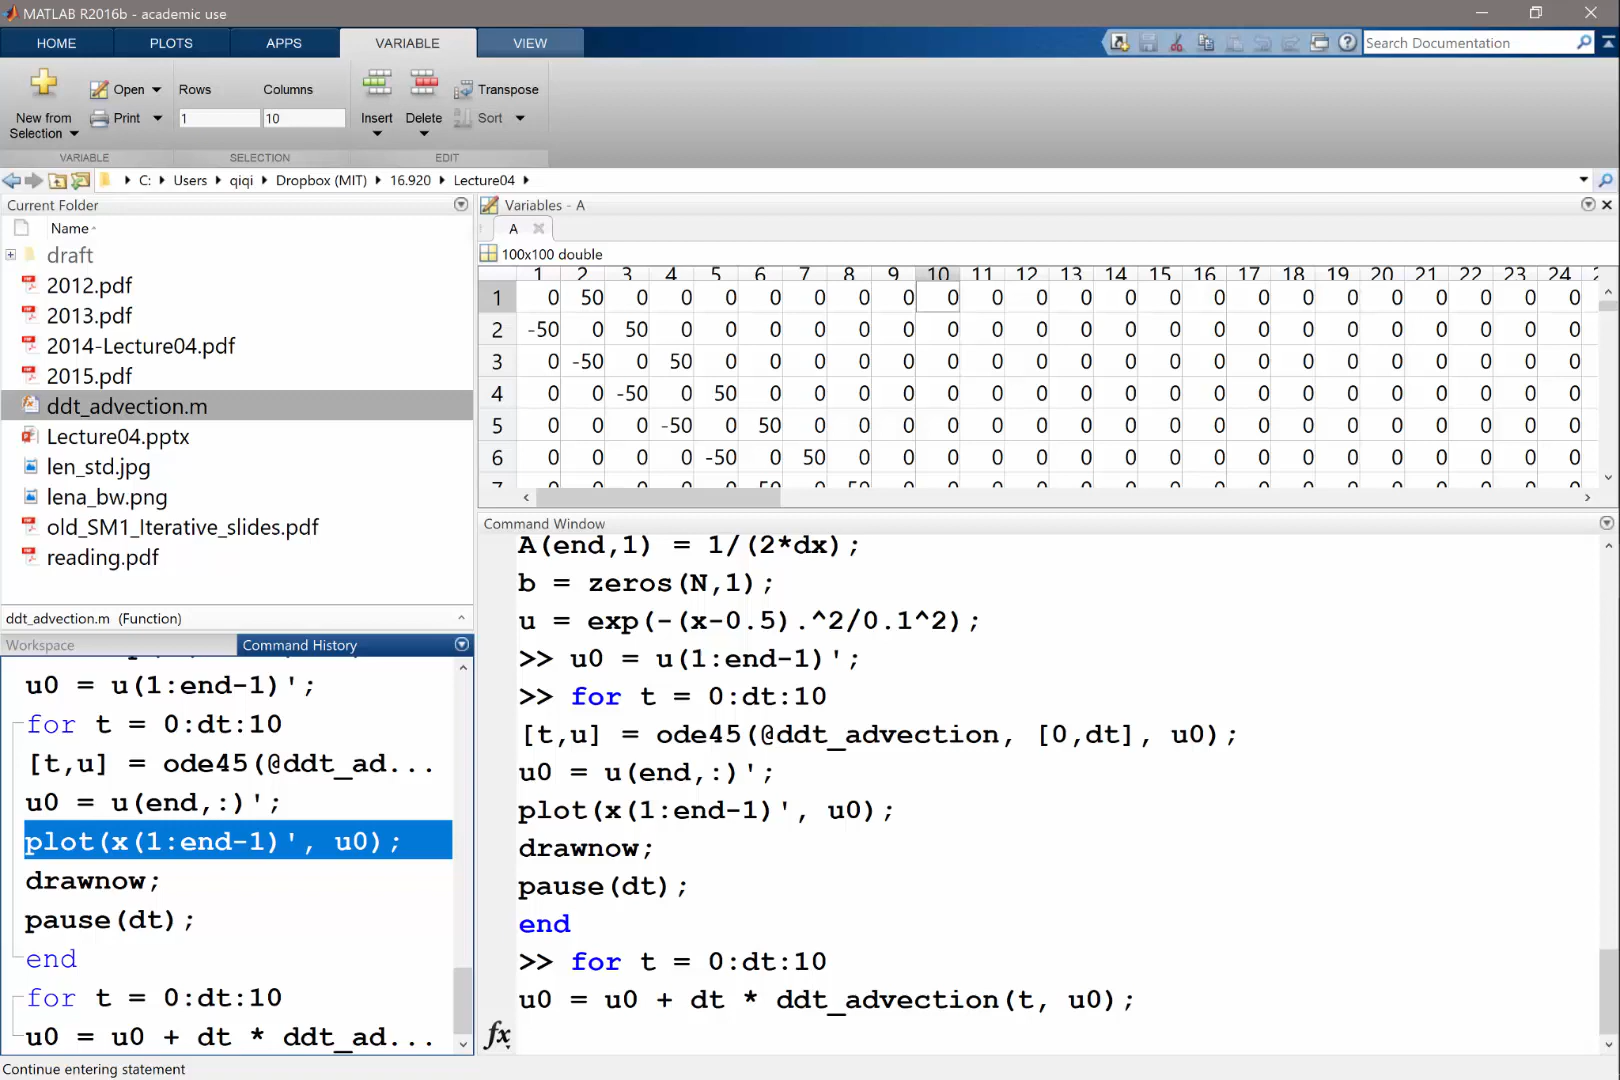 MATLAB R2016b - academic use
HOME PLOTS APPS VARIABLE VIEW
Search Documentation
New from Selection
Open
Print
Rows Columns
1 10
Insert
Delete
Transpose
Sort
VARIABLE SELECTION EDIT
C: Users qiqi Dropbox (MIT) 16.920 Lecture04
Current Folder
Name
draft
2012.pdf
2013.pdf
2014-Lecture04.pdf
2015.pdf
ddt_advection.m
Lecture04.pptx
len_std.jpg
lena_bw.png
old_SM1_Iterative_slides.pdf
reading.pdf
ddt_advection.m (Function)
Workspace Command History
u0 = u(1:end-1)';
for t = 0:dt:10
[t,u] = ode45(@ddt_ad...
u0 = u(end,:)';
plot(x(1:end-1)', u0);
drawnow;
pause(dt);
end
for t = 0:dt:10
u0 = u0 + dt * ddt_ad...
Variables - A
A
100x100 double
1 2 3 4 5 6 7 8 9 10 11 12 13 14 15 16 17 18 19 20 21 22 23 24
1 0 50 0 0 0 0 0 0 0 0 0 0 0 0 0 0 0 0 0 0 0 0 0 0
2 -50 0 50 0 0 0 0 0 0 0 0 0 0 0 0 0 0 0 0 0 0 0 0 0
3 0 -50 0 50 0 0 0 0 0 0 0 0 0 0 0 0 0 0 0 0 0 0 0 0
4 0 0 -50 0 50 0 0 0 0 0 0 0 0 0 0 0 0 0 0 0 0 0 0 0
5 0 0 0 -50 0 50 0 0 0 0 0 0 0 0 0 0 0 0 0 0 0 0 0 0
6 0 0 0 0 -50 0 50 0 0 0 0 0 0 0 0 0 0 0 0 0 0 0 0 0
Command Window
A(end,1) = 1/(2*dx);
b = zeros(N,1);
u = exp(-(x-0.5).^2/0.1^2);
>> u0 = u(1:end-1)';
>> for t = 0:dt:10
[t,u] = ode45(@ddt_advection, [0,dt], u0);
u0 = u(end,:)';
plot(x(1:end-1)', u0);
drawnow;
pause(dt);
end
>> for t = 0:dt:10
u0 = u0 + dt * ddt_advection(t, u0);
fx
Continue entering statement